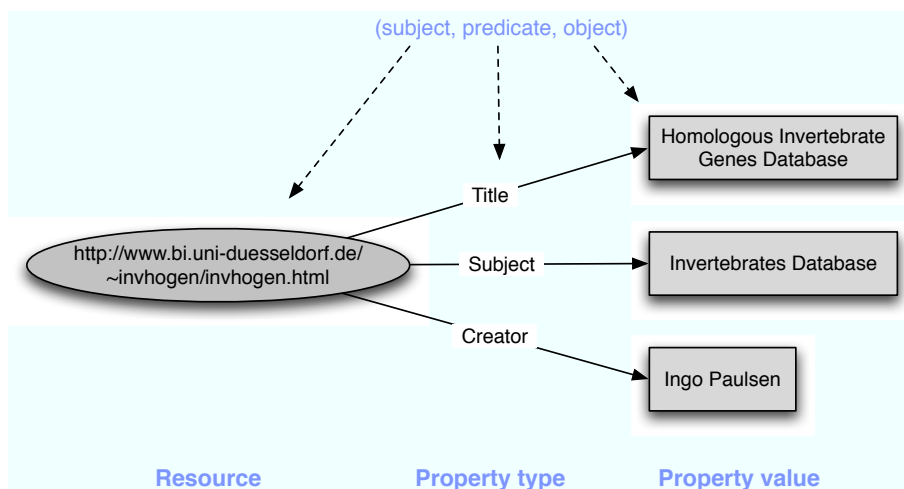 (subject, predicate, object)
Homologous Invertebrate
Genes Database
Title
http://www.bi.uni-duesseldorf.de/
~invhogen/invhogen.html
Subject
Invertebrates Database
Creator
Ingo Paulsen
Resource
Property type
Property value